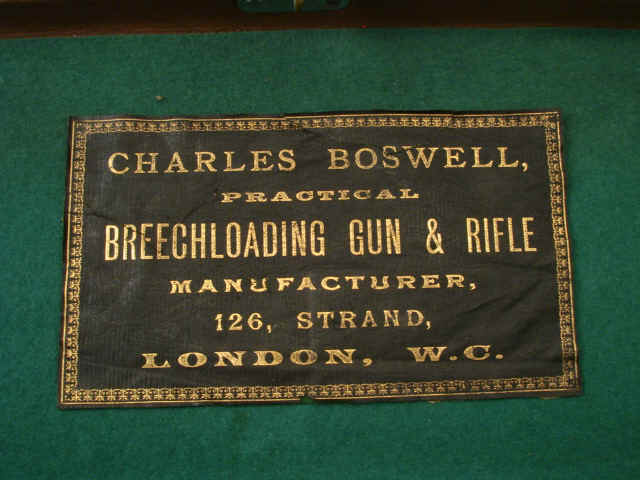 CHARLES BOSWELL,
PRACTICAL
BREECHLOADING GUN & RIFLE
MANUFACTURER,
126, STRAND,
LONDON, W.C.